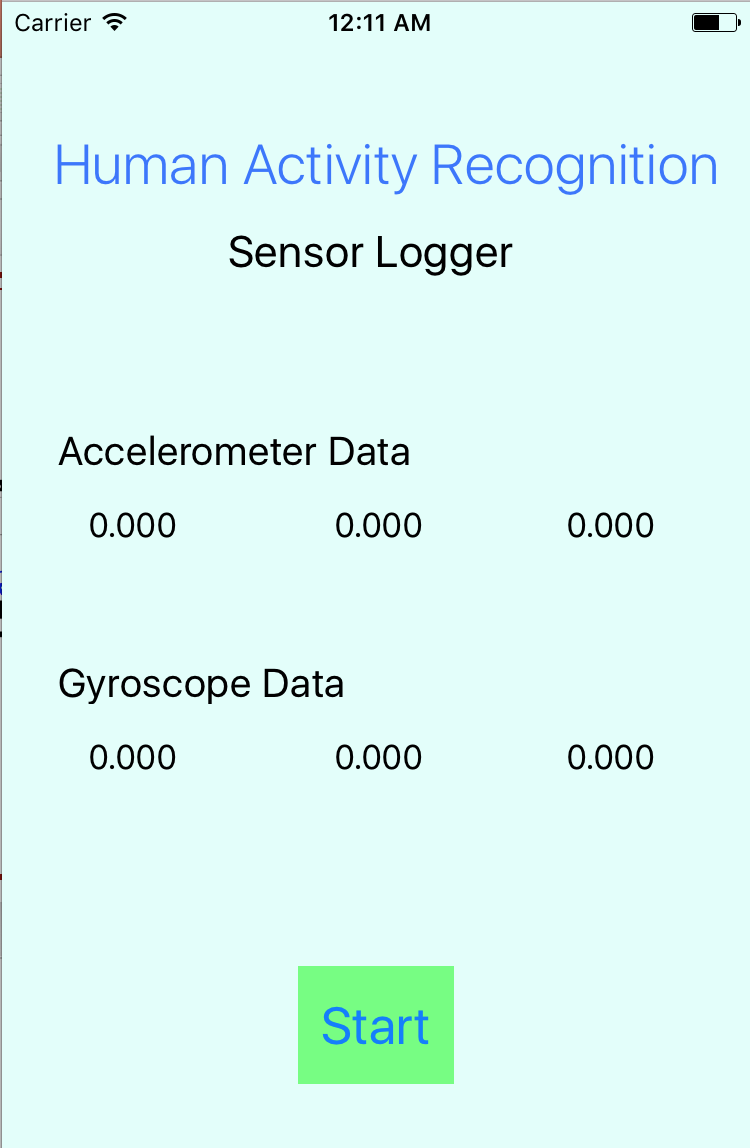 Carrier 12:11 AM
Human Activity Recognition
Sensor Logger
Accelerometer Data
0.000 0.000 0.000
Gyroscope Data
0.000 0.000 0.000
Start